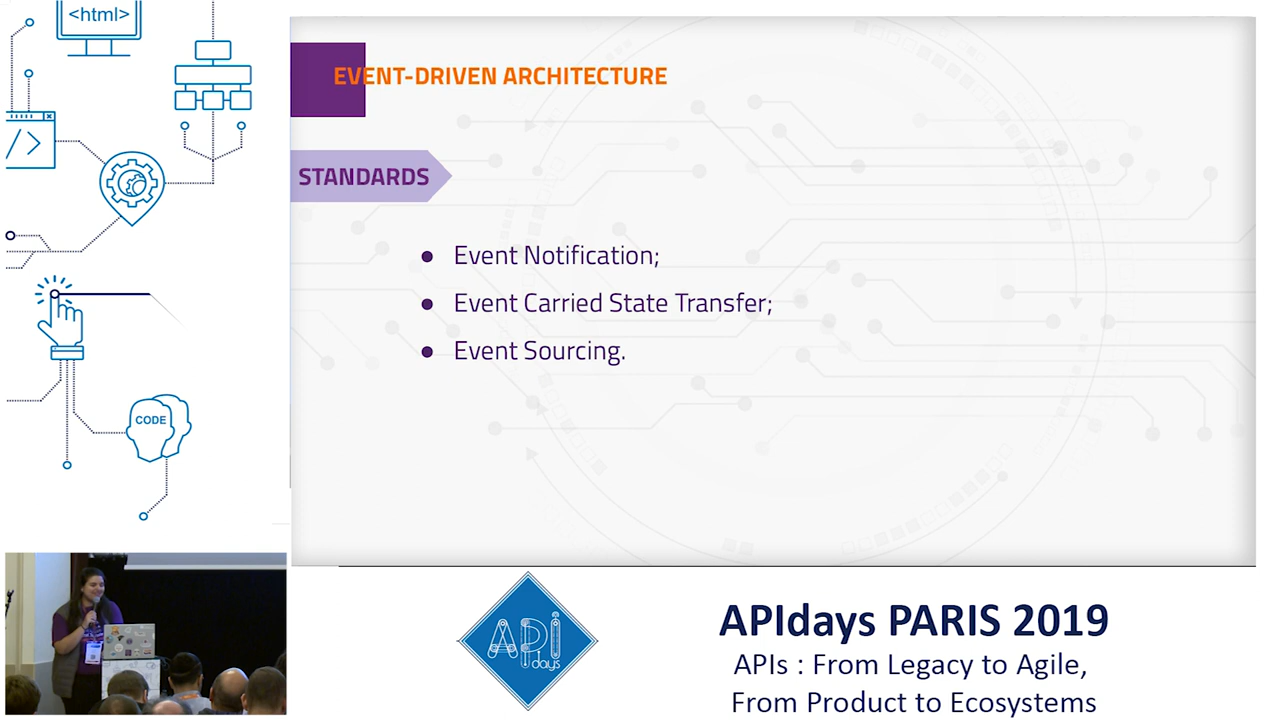 <html>
EVENT-DRIVEN ARCHITECTURE
STANDARDS
</>
● Event Notification;
● Event Carried State Transfer;
● Event Sourcing.
CODE
API
days
APIdays PARIS 2019
APIs : From Legacy to Agile,
From Product to Ecosystems